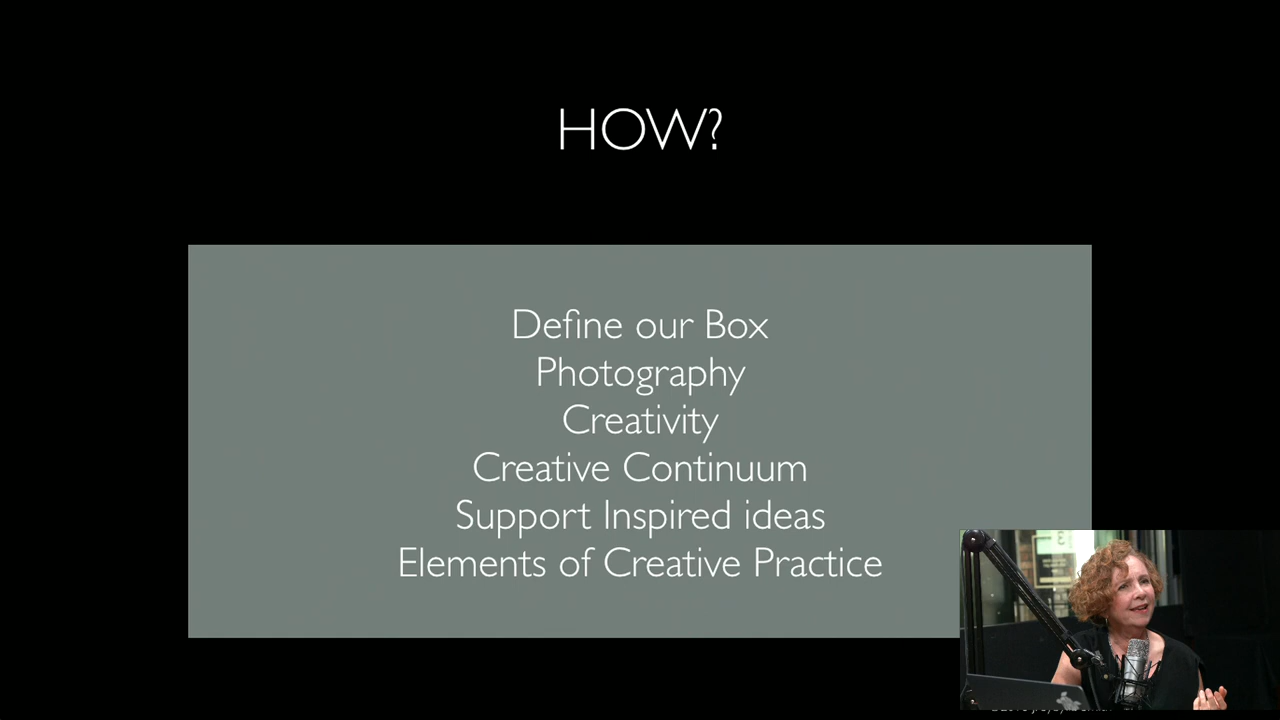 HOW?
Define our Box
Photography
Creativity
Creative Continuum
Support Inspired ideas
Elements of Creative Practice